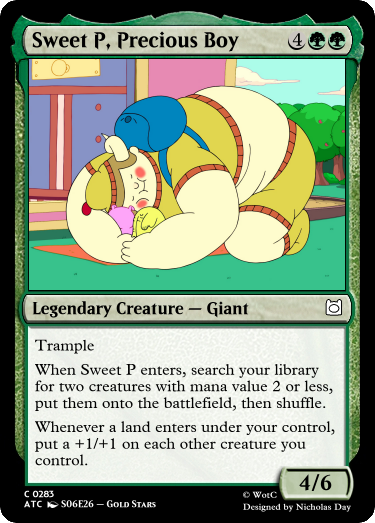 Sweet P, Precious Boy 4
Legendary Creature — Giant
Trample
When Sweet P enters, search your library
for two creatures with mana value 2 or less,
put them onto the battlefield, then shuffle.
Whenever a land enters under your control,
put a +1/+1 on each other creature you
control.
4/6
C 0283
ATC S06E26 — Gold Stars
© WotC
Designed by Nicholas Day